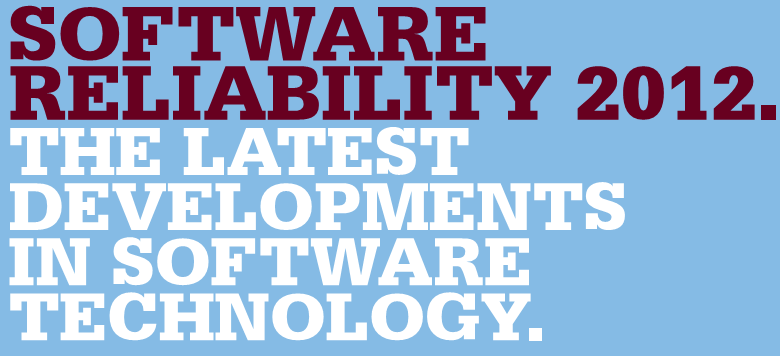 SOFTWARE
RELIABILITY 2012.
THE LATEST
DEVELOPMENTS
IN SOFTWARE
TECHNOLOGY.